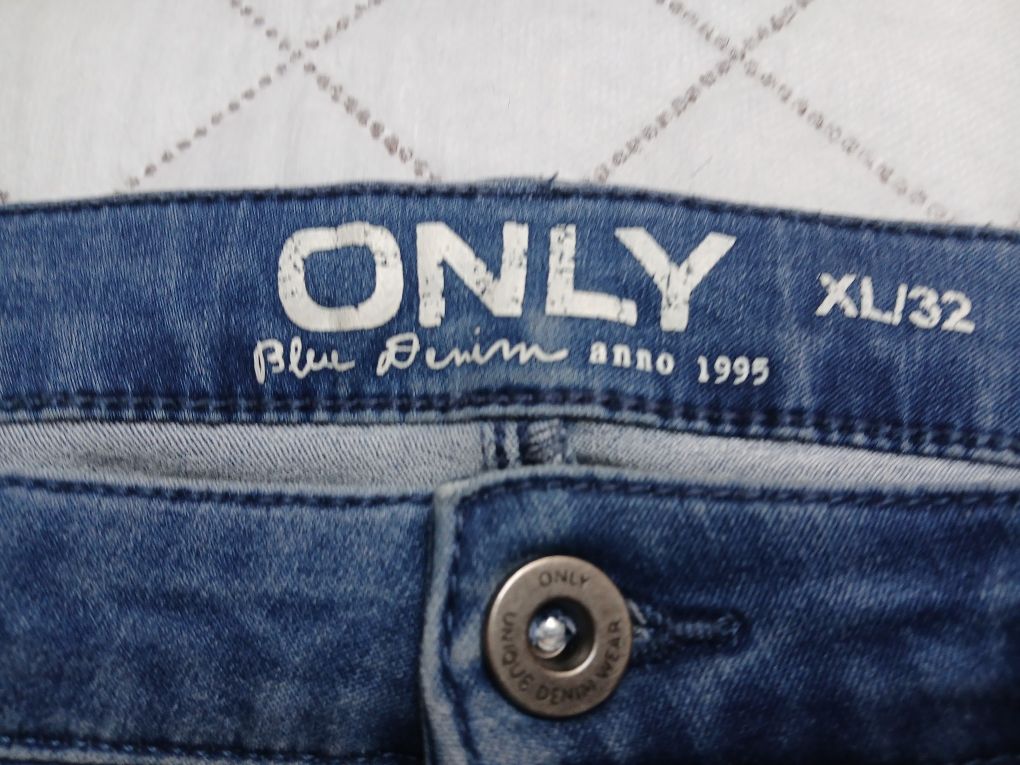 ONLY
XL/32
Blue Denim anno 1995
ONLY
UNIQUE DENIM WEAR